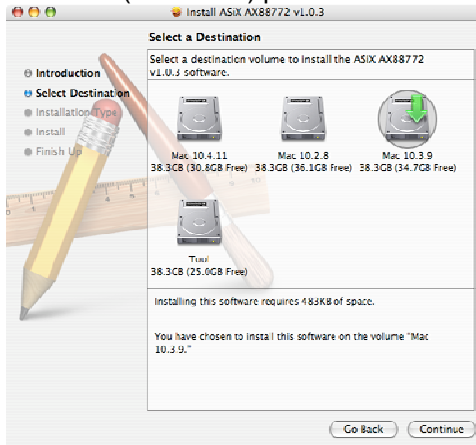 Install ASiX AX88772 v1.0.3
Select a Destination
Select a destination volume to install the ASIX AX88772
v1.0.3 software.
Introduction
Select Destination
Installation Type
Install
Finish Up
Mac 10.4.11
38.3GB (30.8GB Free)
Mac 10.2.8
38.3GB (36.1GB Free)
Mac 10.3.9
38.3GB (34.7GB Free)
Tool
38.3GB (25.0GB Free)
Installing this software requires 483KB of space.
You have chosen to install this software on the volume "Mac
10.3.9."
Go Back
Continue